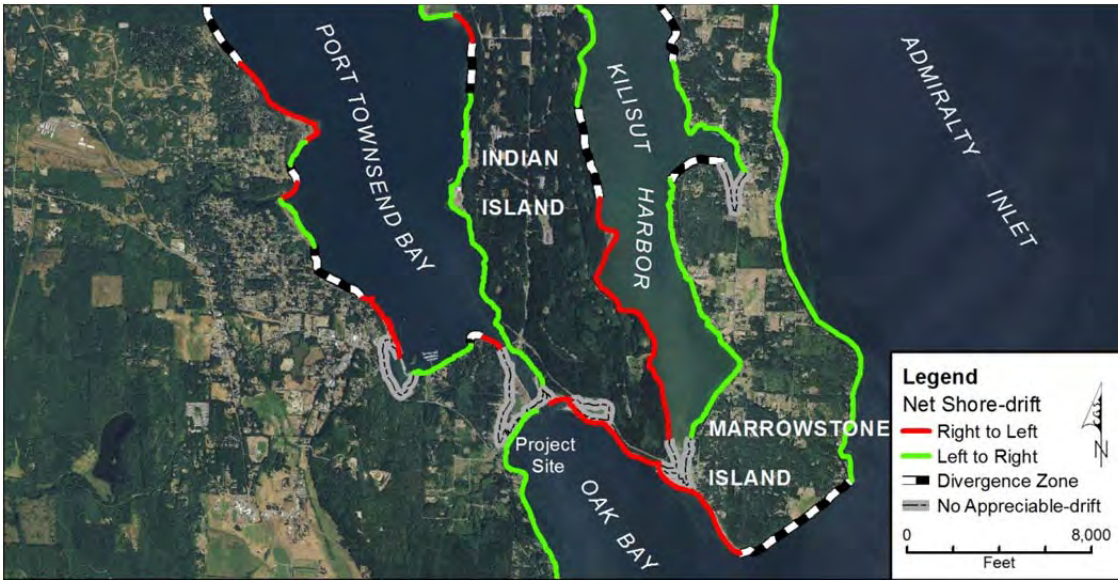 PORT TOWNSEND BAY
INDIAN
ISLAND
KILISUT
HARBOR
ADMIRALTY
INLET
MARROWSTONE
ISLAND
Project
Site
OAK BAY
Legend
Net Shore-drift
Right to Left
Left to Right
Divergence Zone
No Appreciable-drift
N
0
8,000
Feet